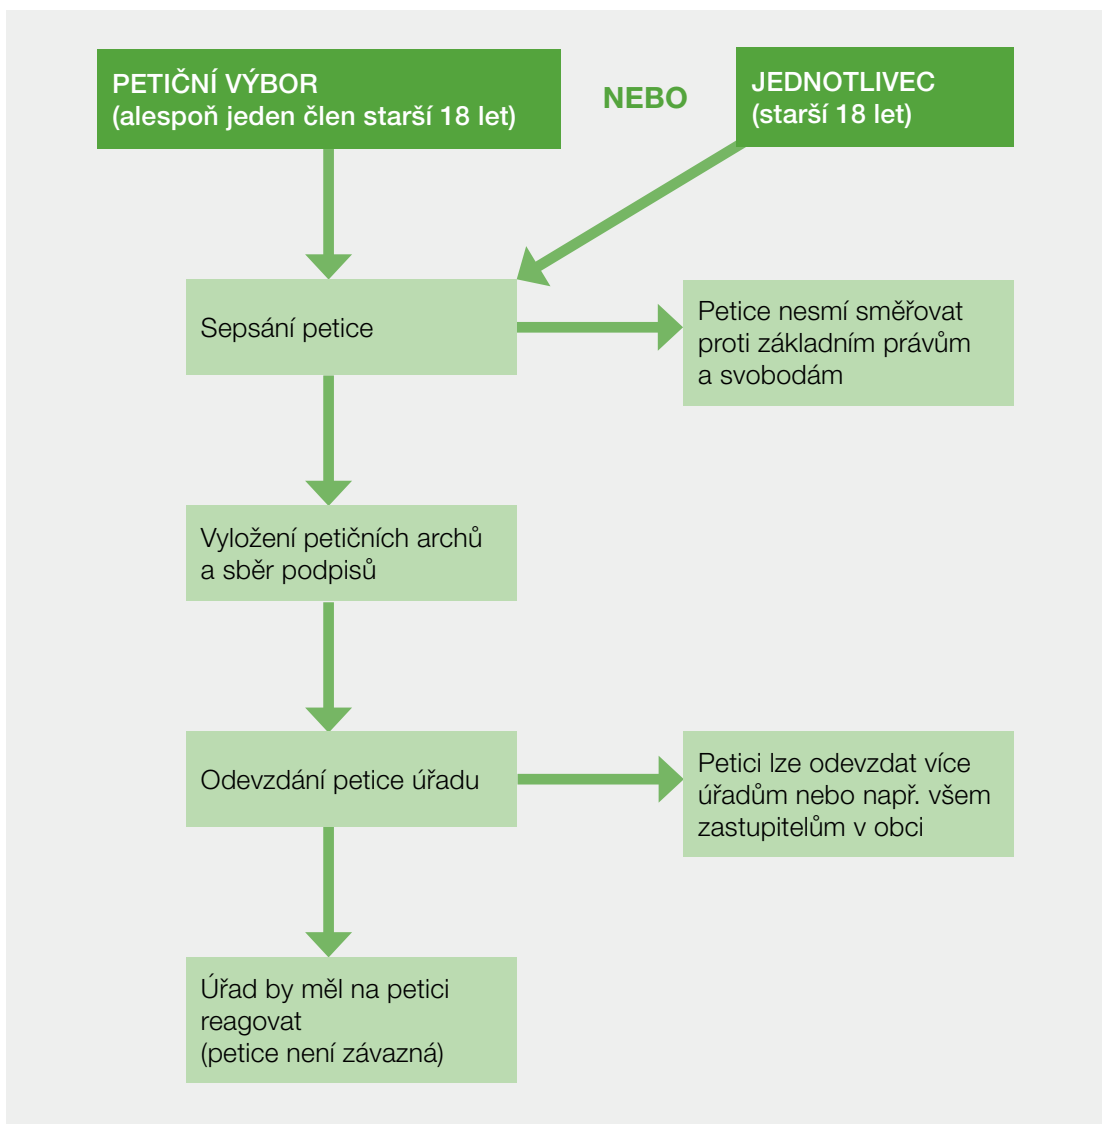 PETIČNÍ VÝBOR
(alespoň jeden člen starší 18 let)
NEBO
JEDNOTLIVEC
(starší 18 let)
Sepsání petice
Petice nesmí směřovat
proti základním právům
a svobodám
Vyložení petičních archů
a sběr podpisů
Odevzdání petice úřadu
Petici lze odevzdat více
úřadům nebo např. všem
zastupitelům v obci
Úřad by měl na petici
reagovat
(petice není závazná)